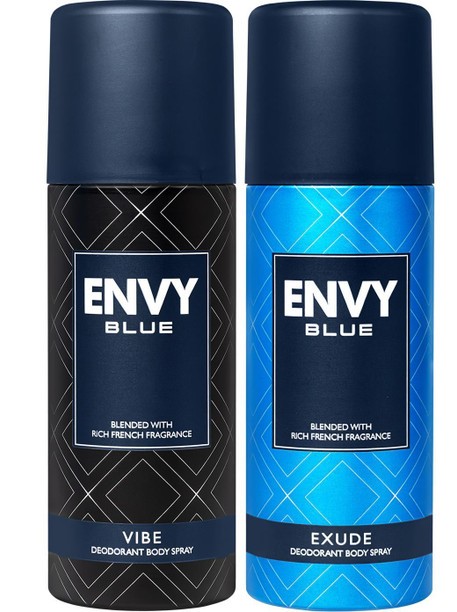 ENVY
BLUE
BLENDED WITH
RICH FRENCH FRAGRANCE
VIBE
DEODORANT BODY SPRAY
ENVY
BLUE
BLENDED WITH
RICH FRENCH FRAGRANCE
EXUDE
DEODORANT BODY SPRAY